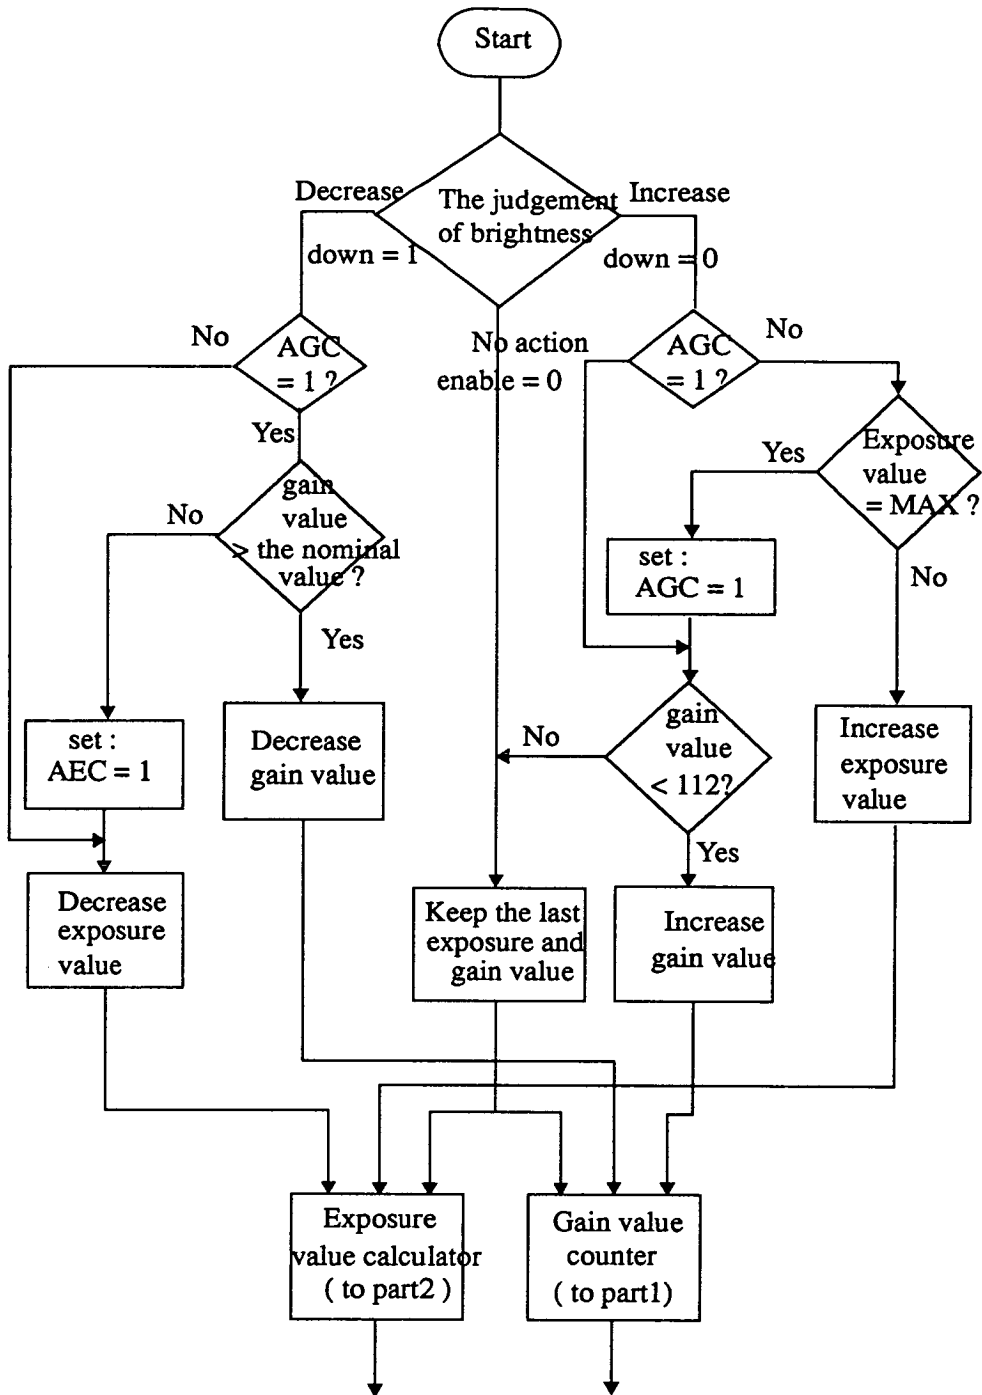 Start
Decrease
The judgement
of brightness
Increase
down = 1
down = 0
No
AGC
= 1 ?
No action
enable = 0
AGC
= 1 ?
No
Yes
gain
value
> the nominal
value ?
No
Yes
Exposure
value
= MAX ?
Yes
set :
AGC = 1
No
Yes
set :
AEC = 1
Decrease
gain value
No
gain
value
< 112?
Increase
exposure
value
Yes
Decrease
exposure
value
Keep the last
exposure and
gain value
Increase
gain value
Exposure
value calculator
( to part2 )
Gain value
counter
( to part1)